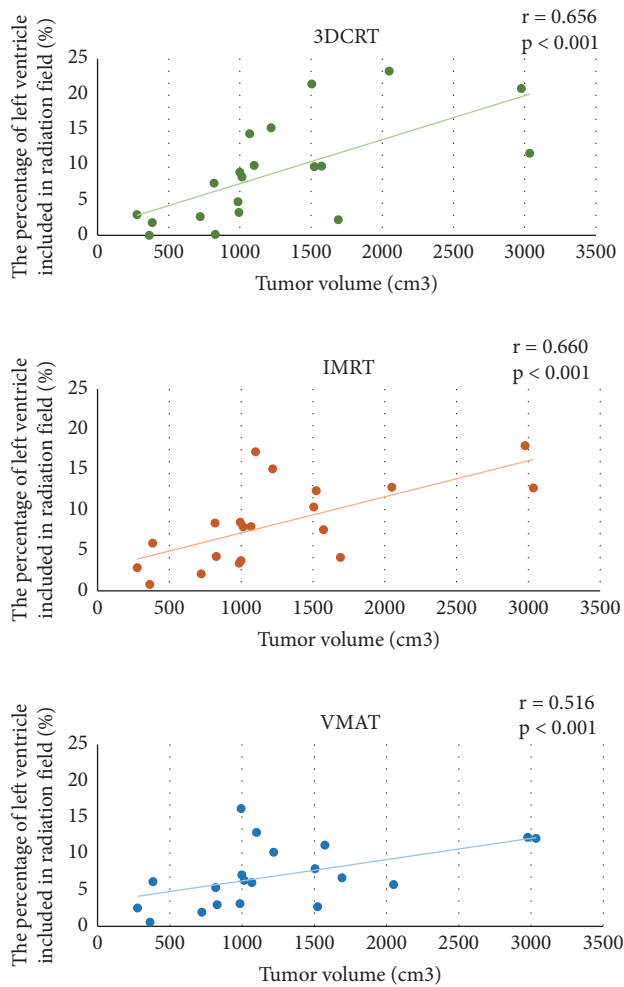 3DCRT
r = 0.656
p < 0.001
The percentage of left ventricle
included in radiation field (%)
25
20
15
10
5
0
0 500 1000 1500 2000 2500 3000 3500
Tumor volume (cm3)
IMRT
r = 0.660
p < 0.001
The percentage of left ventricle
included in radiation field (%)
25
20
15
10
5
0
0 500 1000 1500 2000 2500 3000 3500
Tumor volume (cm3)
VMAT
r = 0.516
p < 0.001
The percentage of left ventricle
included in radiation field (%)
25
20
15
10
5
0
0 500 1000 1500 2000 2500 3000 3500
Tumor volume (cm3)